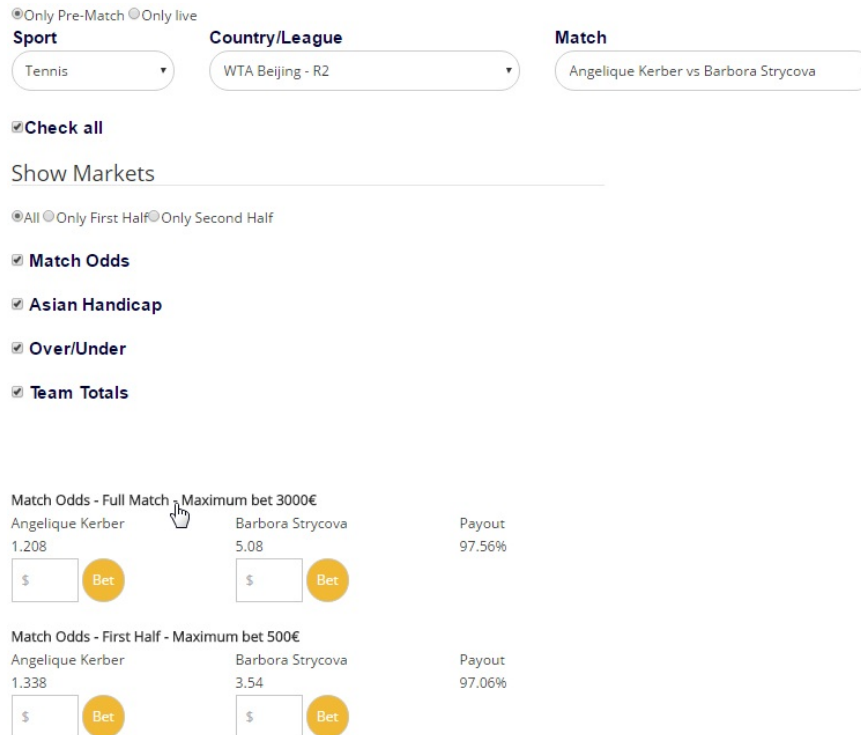 Only Pre-Match Only live
Sport Country/League Match
Tennis WTA Beijing - R2 Angelique Kerber vs Barbora Strycova
Check all
Show Markets
All Only First Half Only Second Half
Match Odds
Asian Handicap
Over/Under
Team Totals
Match Odds - Full Match - Maximum bet 3000€
Angelique Kerber Barbora Strycova Payout
1.208 5.08 97.56%
$ Bet $ Bet
Match Odds - First Half - Maximum bet 500€
Angelique Kerber Barbora Strycova Payout
1.338 3.54 97.06%
$ Bet $ Bet